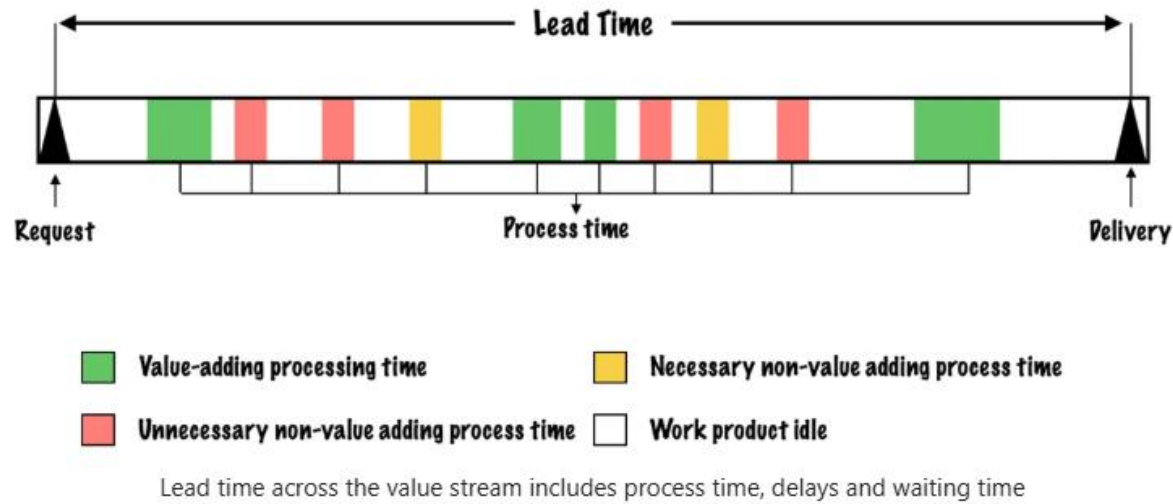 Lead Time
Request
Process time
Delivery
Value-adding processing time
Necessary non-value adding process time
Unnecessary non-value adding process time
Work product idle
Lead time across the value stream includes process time, delays and waiting time